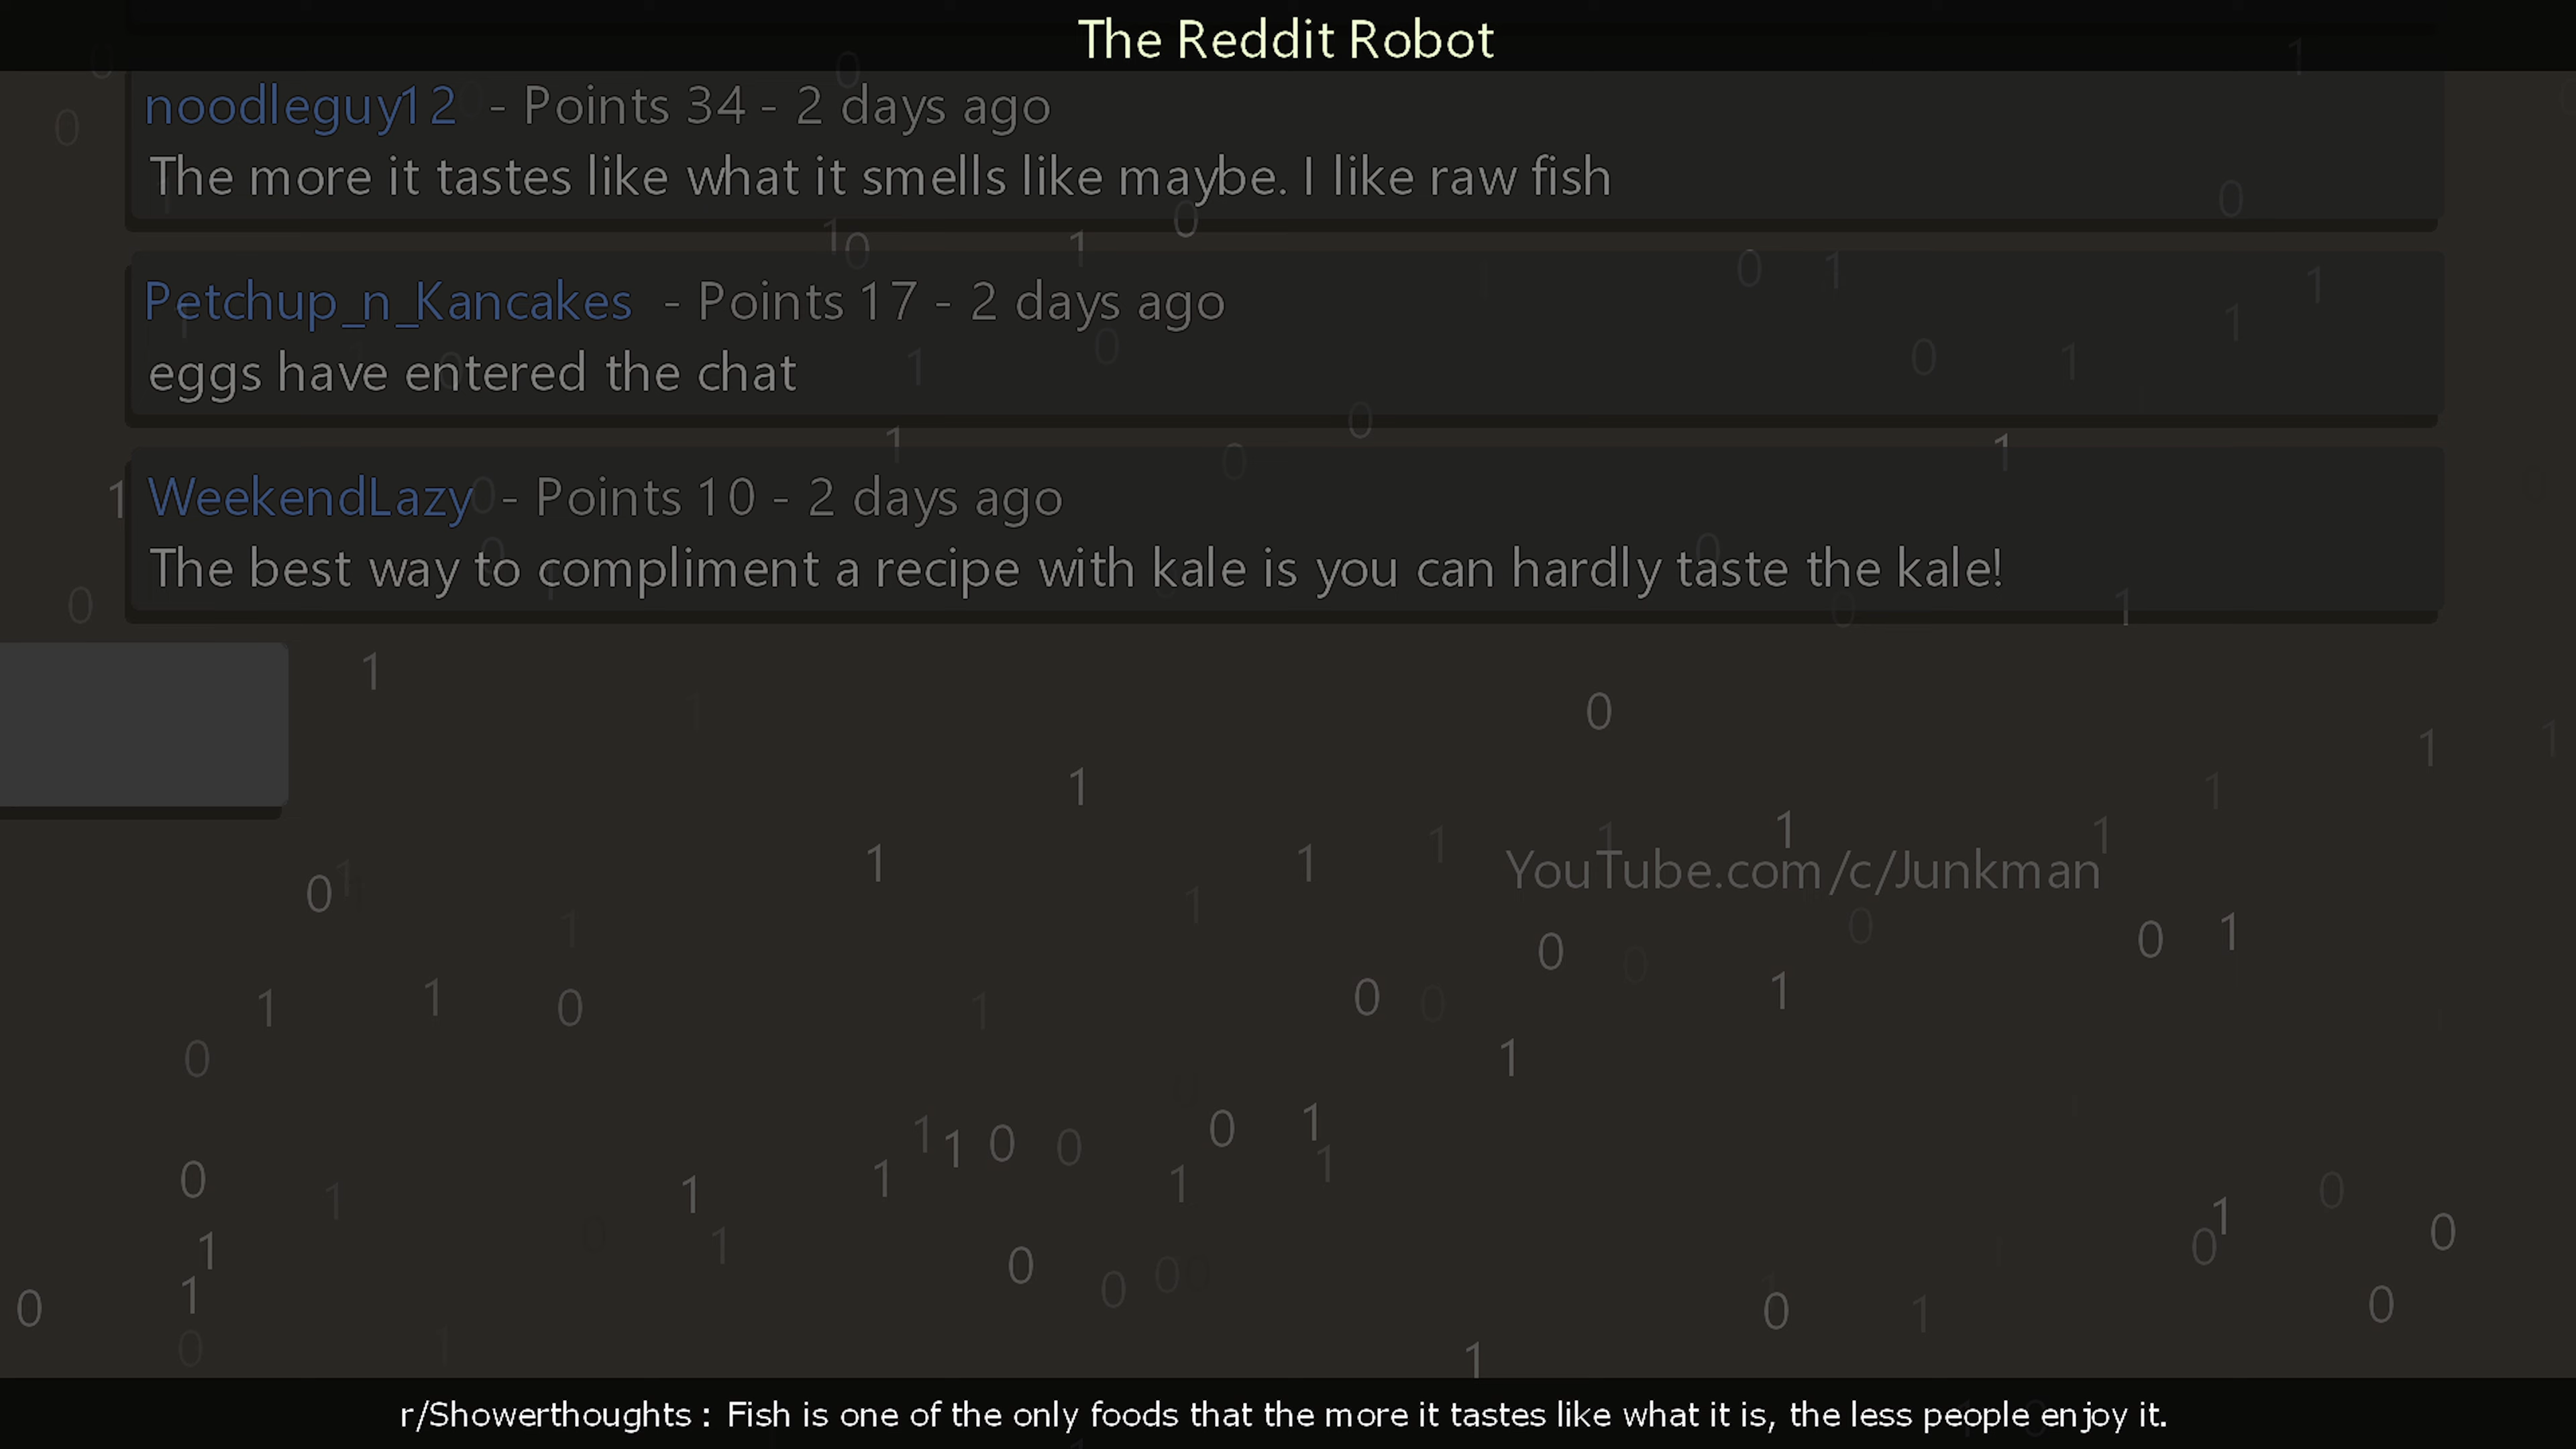 The Reddit Robot
noodleguy12 - Points 34 - 2 days ago
The more it tastes like what it smells like maybe. I like raw fish
Petchup_n_Kancakes - Points 17 - 2 days ago
eggs have entered the chat
WeekendLazy - Points 10 - 2 days ago
The best way to compliment a recipe with kale is you can hardly taste the kale!
YouTube.com/c/Junkman
r/Showerthoughts : Fish is one of the only foods that the more it tastes like what it is, the less people enjoy it.